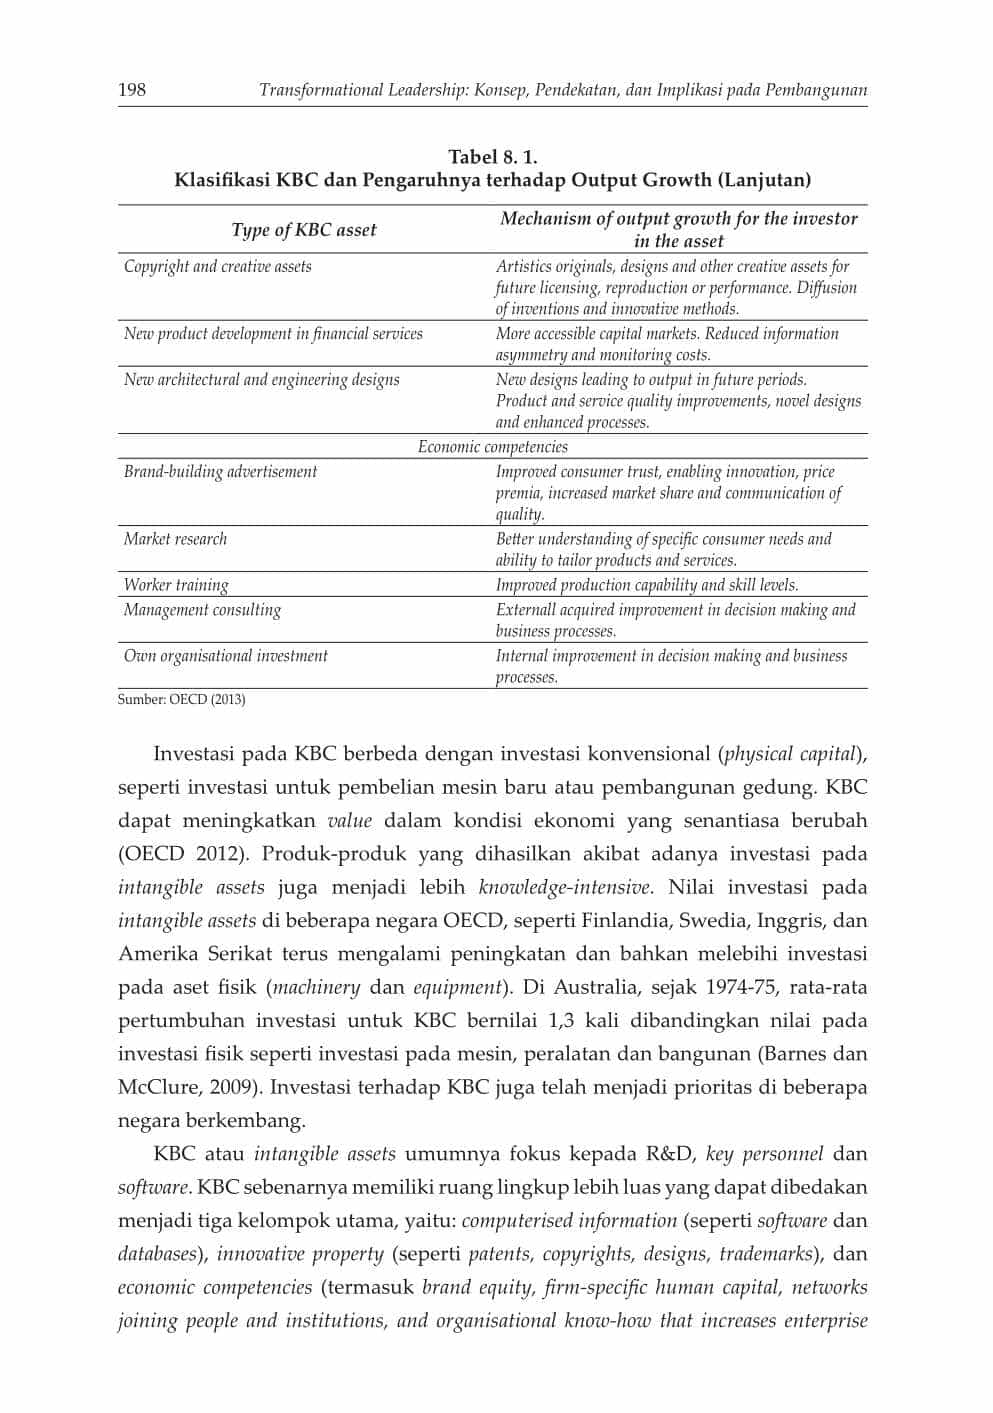 198 Transformational Leadership: Konsep, Pendekatan, dan Implikasi pada Pembangunan
Tabel 8. 1.
Klasifikasi KBC dan Pengaruhnya terhadap Output Growth (Lanjutan)
Type of KBC asset
Mechanism of output growth for the investor
in the asset
Copyright and creative assets
Artistics originals, designs and other creative assets for
future licensing, reproduction or performance. Diffusion
of inventions and innovative methods.
New product development in financial services
More accessible capital markets. Reduced information
asymmetry and monitoring costs.
New architectural and engineering designs
New designs leading to output in future periods.
Product and service quality improvements, novel designs
and enhanced processes.
Economic competencies
Brand-building advertisement
Improved consumer trust, enabling innovation, price
premia, increased market share and communication of
quality.
Market research
Better understanding of specific consumer needs and
ability to tailor products and services.
Worker training
Improved production capability and skill levels.
Management consulting
Externall acquired improvement in decision making and
business processes.
Own organisational investment
Internal improvement in decision making and business
processes.
Sumber: OECD (2013)
Investasi pada KBC berbeda dengan investasi konvensional (physical capital),
seperti investasi untuk pembelian mesin baru atau pembangunan gedung. KBC
dapat meningkatkan value dalam kondisi ekonomi yang senantiasa berubah
(OECD 2012). Produk-produk yang dihasilkan akibat adanya investasi pada
intangible assets juga menjadi lebih knowledge-intensive. Nilai investasi pada
intangible assets di beberapa negara OECD, seperti Finlandia, Swedia, Inggris, dan
Amerika Serikat terus mengalami peningkatan dan bahkan melebihi investasi
pada aset fisik (machinery dan equipment). Di Australia, sejak 1974-75, rata-rata
pertumbuhan investasi untuk KBC bernilai 1,3 kali dibandingkan nilai pada
investasi fisik seperti investasi pada mesin, peralatan dan bangunan (Barnes dan
McClure, 2009). Investasi terhadap KBC juga telah menjadi prioritas di beberapa
negara berkembang.
KBC atau intangible assets umumnya fokus kepada R&D, key personnel dan
software. KBC sebenarnya memiliki ruang lingkup lebih luas yang dapat dibedakan
menjadi tiga kelompok utama, yaitu: computerised information (seperti software dan
databases), innovative property (seperti patents, copyrights, designs, trademarks), dan
economic competencies (termasuk brand equity, firm-specific human capital, networks
joining people and institutions, and organisational know-how that increases enterprise